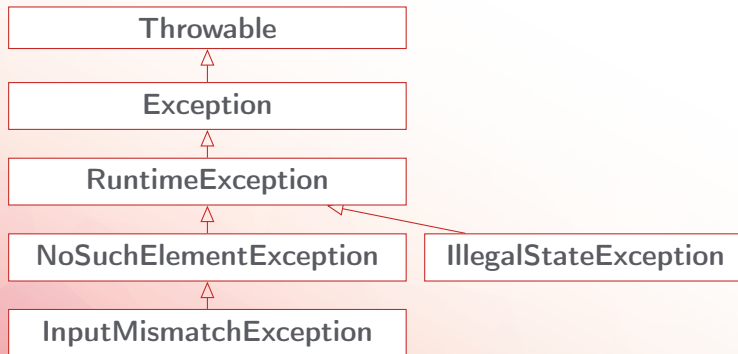 Throwable
Exception
RuntimeException
NoSuchElementException
IllegalStateException
InputMismatchException